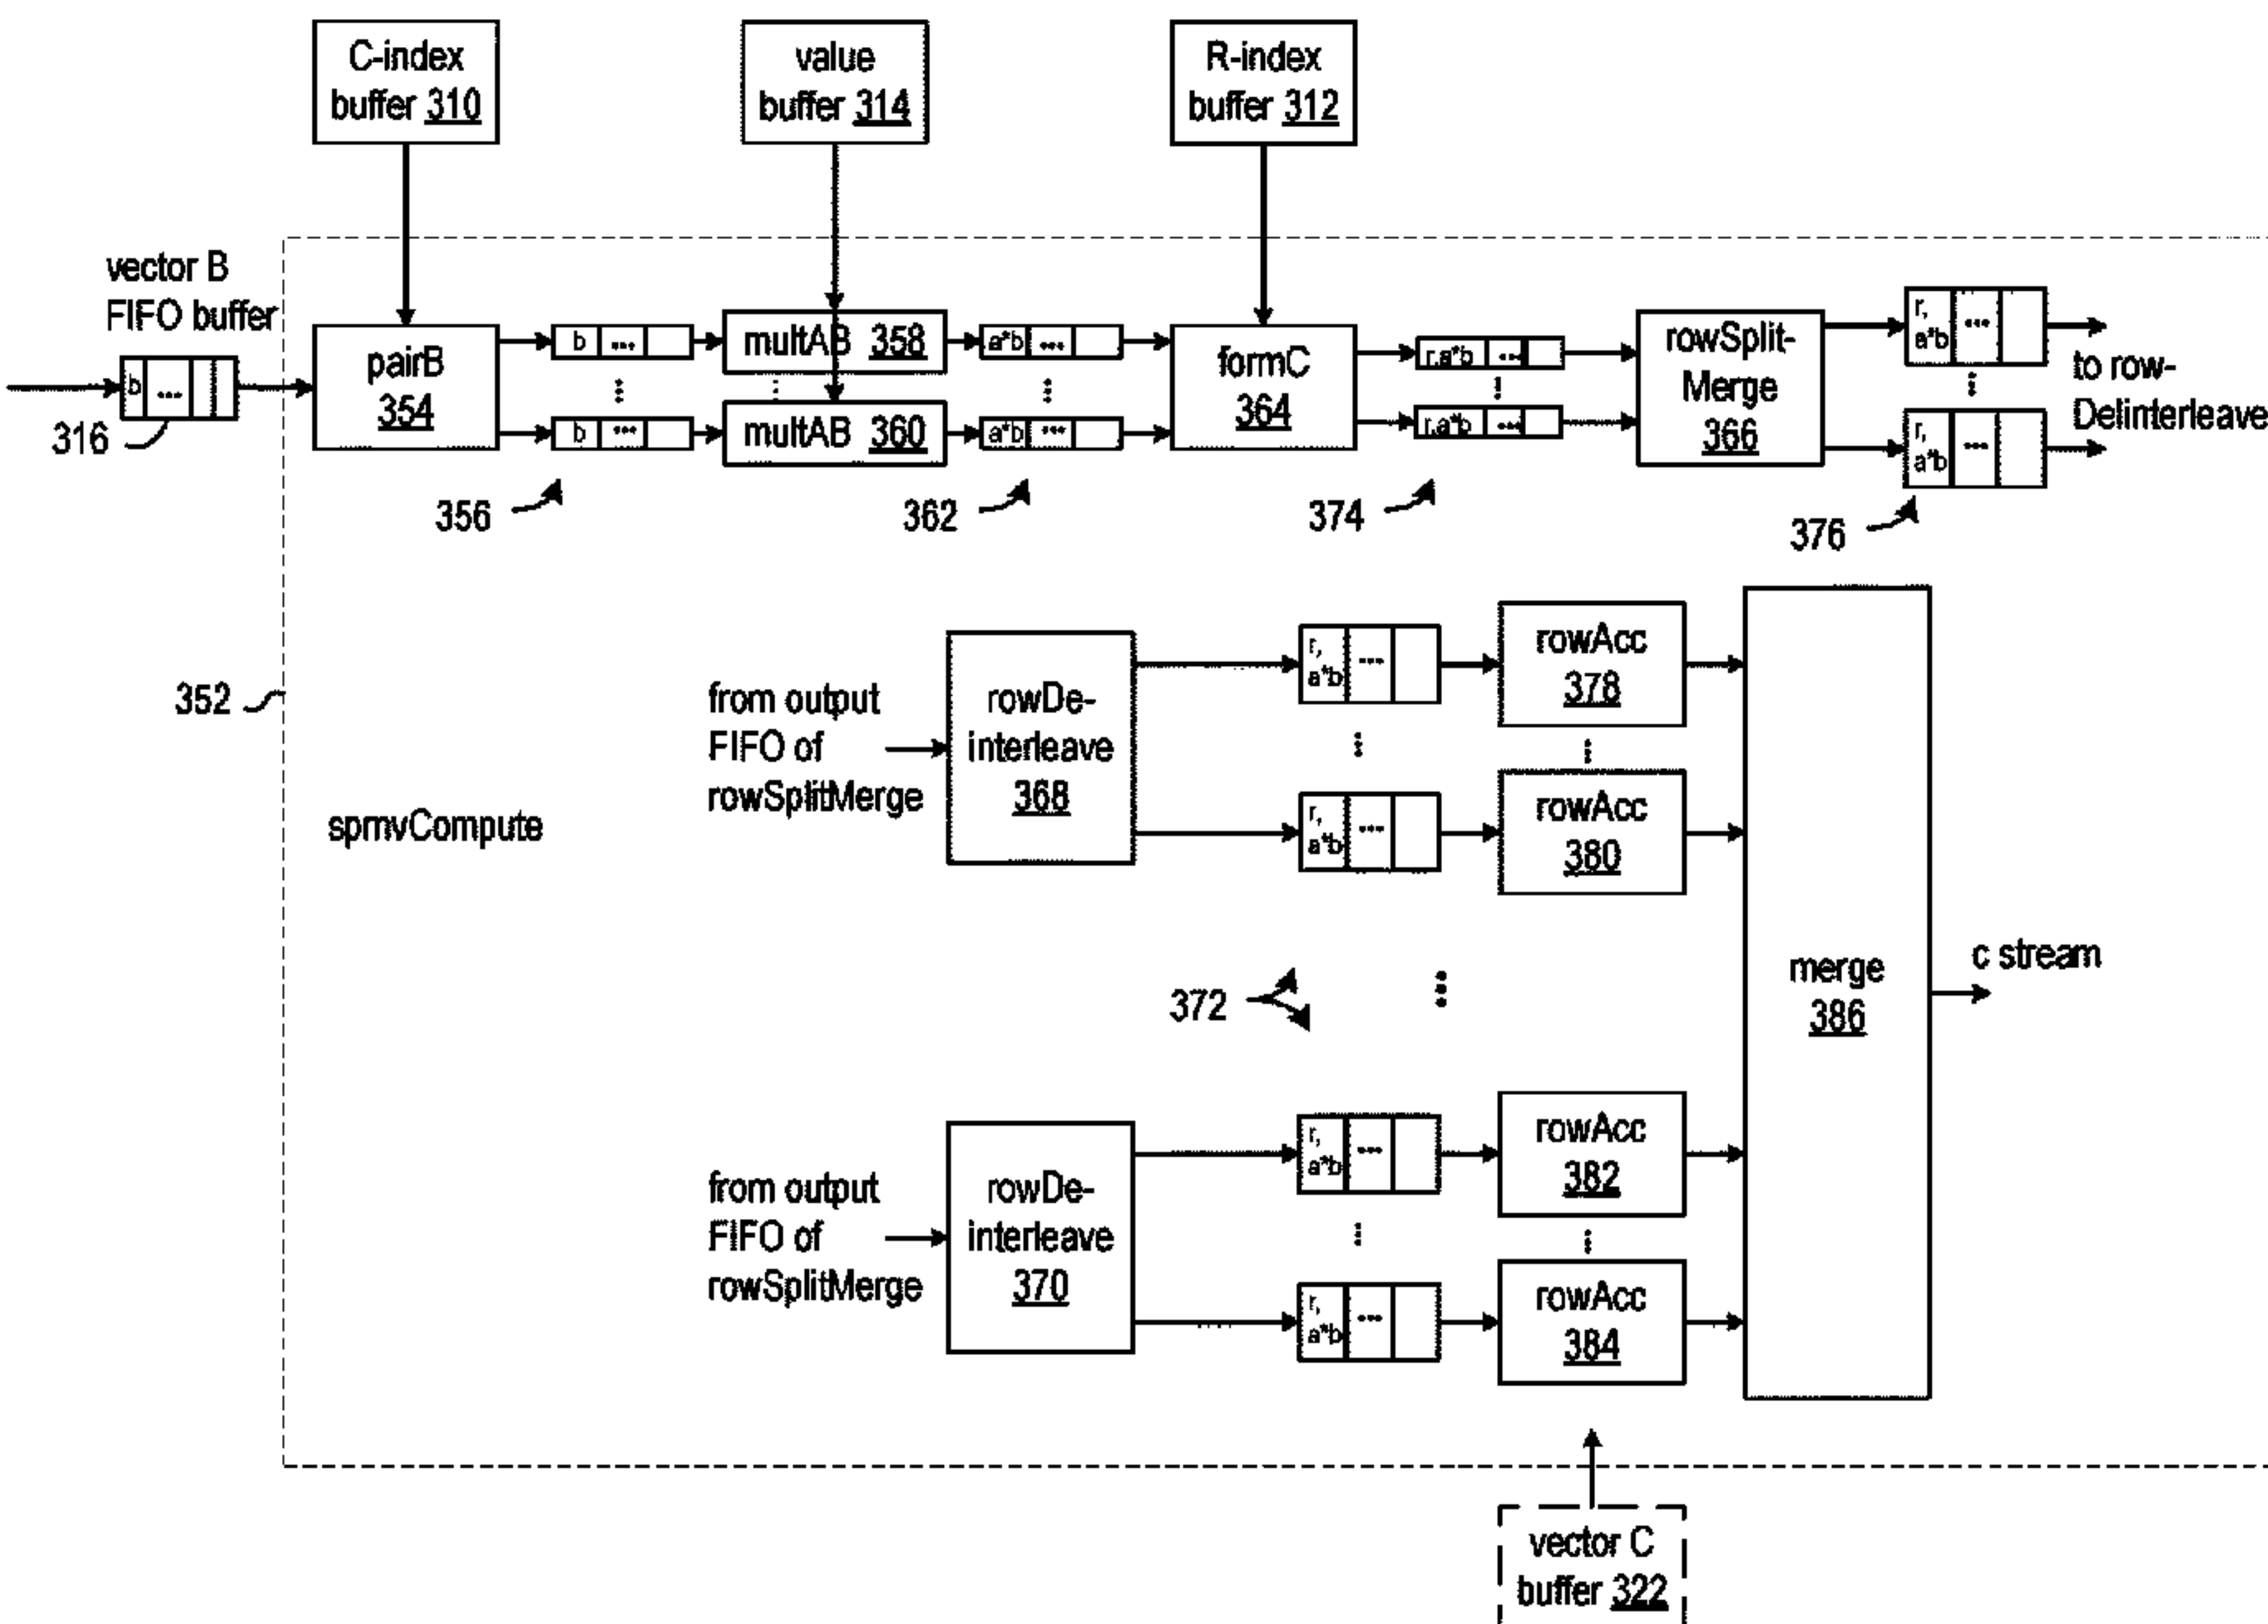 C-index
buffer 310
value
buffer 314
R-index
buffer 312
vector B
FIFO buffer
b ...
316
pairB
354
b ...
b ...
356
multAB 358
multAB 360
a*b ...
a*b ...
362
formC
364
r,a*b ...
r,a*b ...
374
rowSplit-
Merge
366
r,
a*b ...
r,
a*b ...
376
to row-
DeIinterleave
352
spmvCompute
from output
FIFO of
rowSplitMerge
rowDe-
interleave
368
r,
a*b ...
r,
a*b ...
rowAcc
378
rowAcc
380
372
merge
386
c stream
from output
FIFO of
rowSplitMerge
rowDe-
interleave
370
r,
a*b ...
r,
a*b ...
rowAcc
382
rowAcc
384
vector C
buffer 322